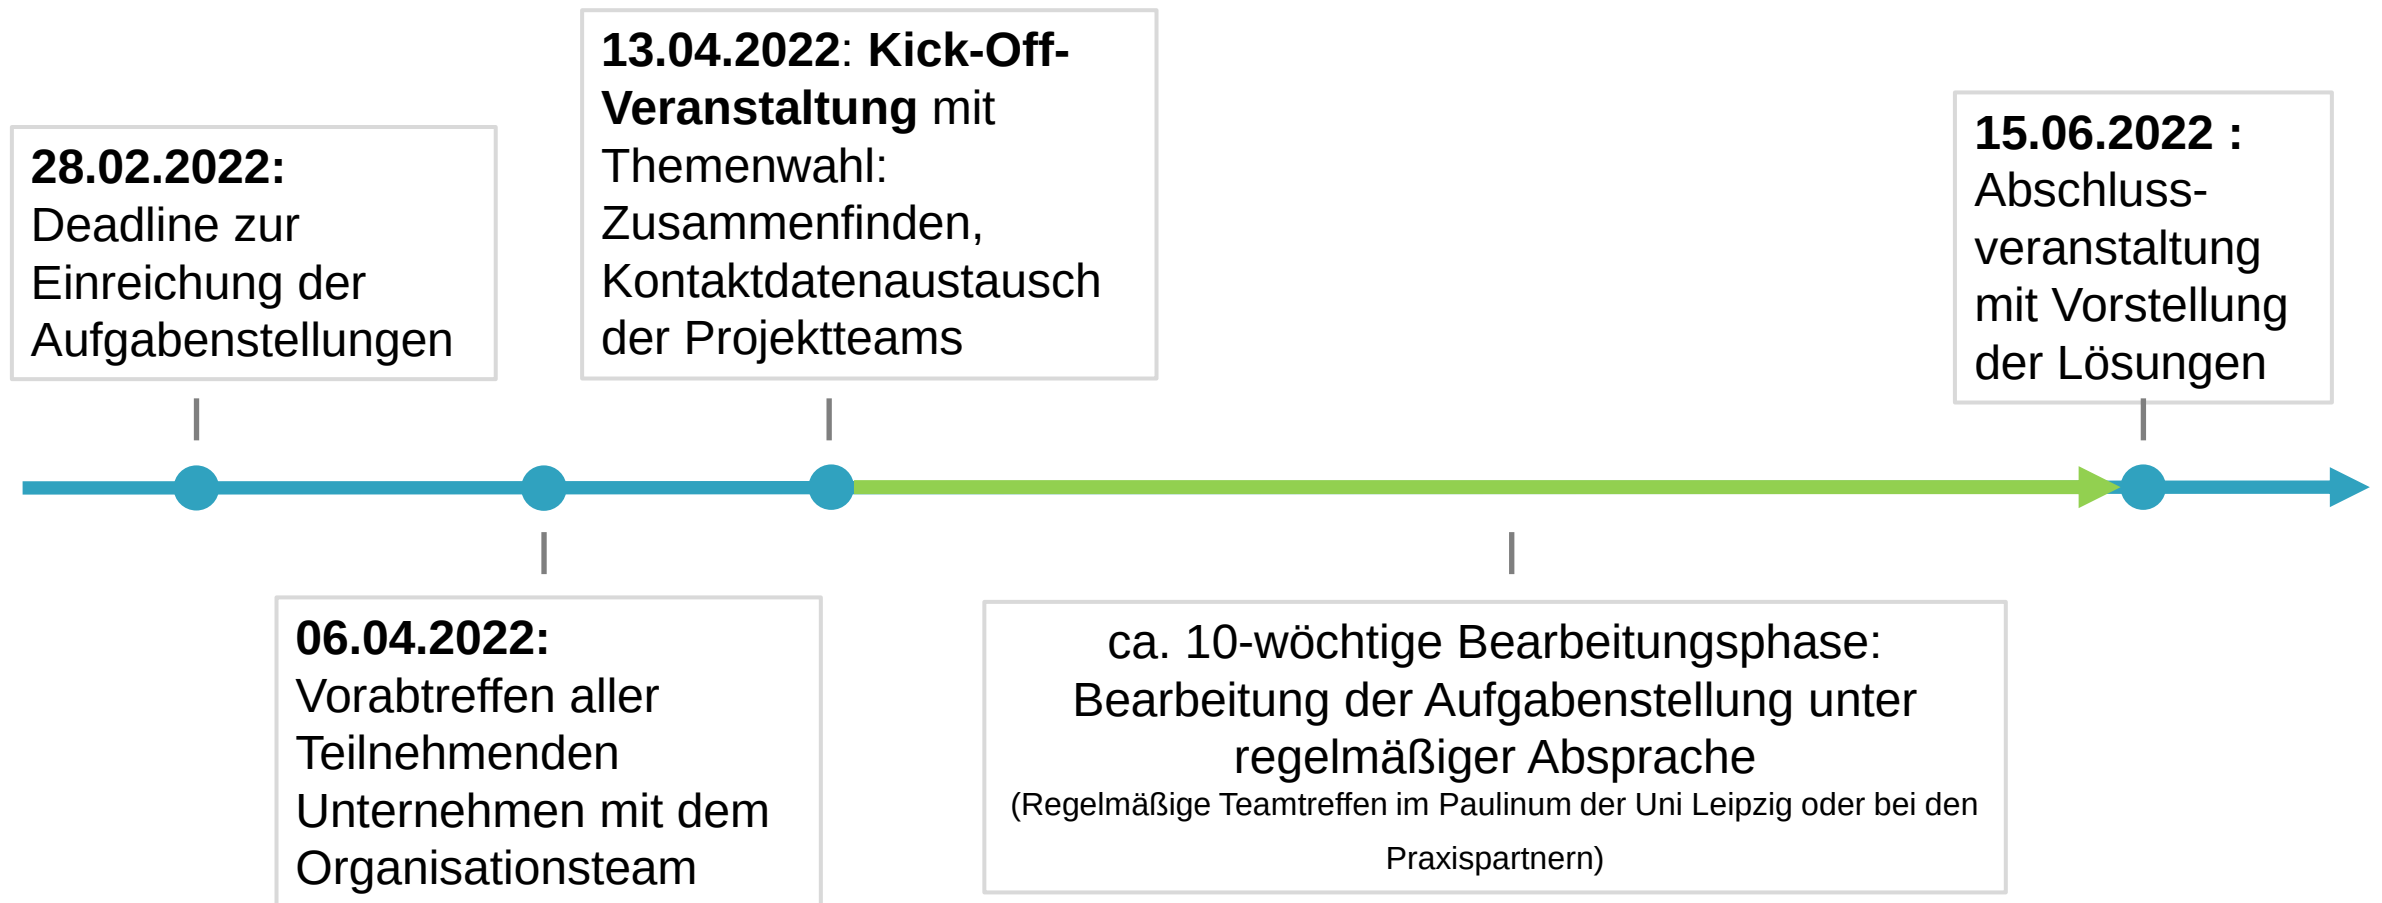 28.02.2022:
Deadline zur
Einreichung der
Aufgabenstellungen
13.04.2022: Kick-Off-
Veranstaltung mit
Themenwahl:
Zusammenfinden,
Kontaktdatenaustausch
der Projektteams
15.06.2022 :
Abschluss-
veranstaltung
mit Vorstellung
der Lösungen
06.04.2022:
Vorabtreffen aller
Teilnehmenden
Unternehmen mit dem
Organisationsteam
ca. 10-wöchtige Bearbeitungsphase:
Bearbeitung der Aufgabenstellung unter
regelmäßiger Absprache
(Regelmäßige Teamtreffen im Paulinum der Uni Leipzig oder bei den
Praxispartnern)